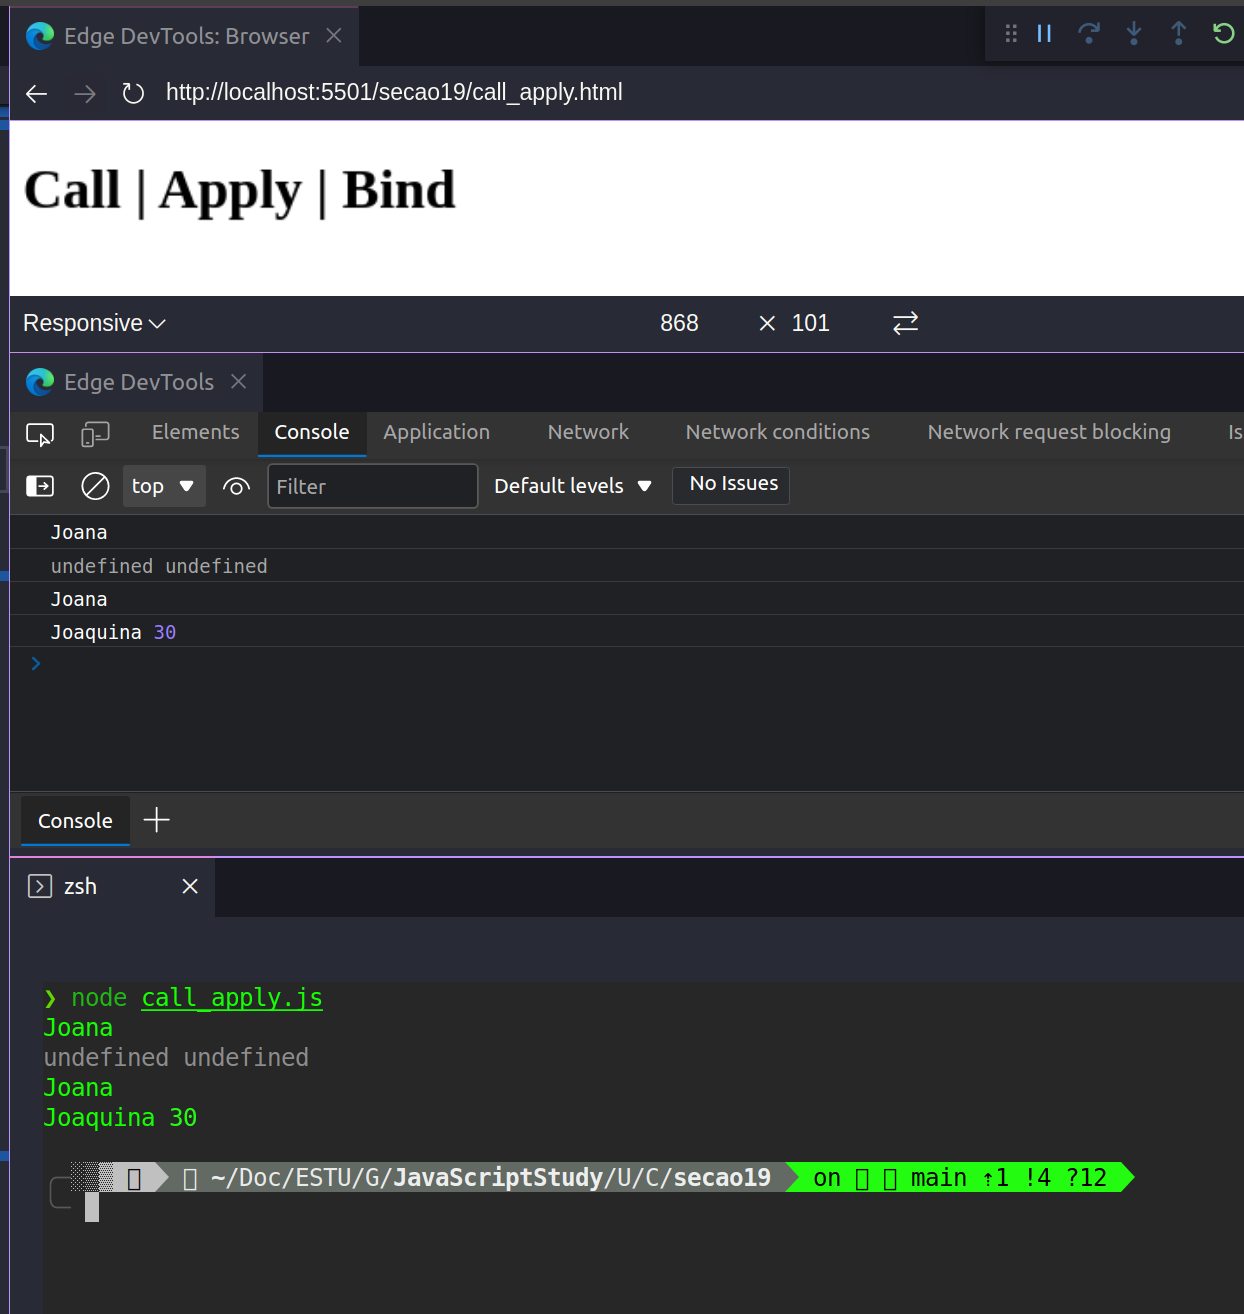 Edge DevTools: Browser
http://localhost:5501/secao19/call_apply.html
Call | Apply | Bind
Responsive 868 × 101
Edge DevTools
Elements Console Application Network Network conditions Network request blocking Is
top Filter Default levels No Issues
Joana
undefined undefined
Joana
Joaquina 30
Console
zsh
❯ node call_apply.js
Joana
undefined undefined
Joana
Joaquina 30
~/Doc/ESTU/G/JavaScriptStudy/U/C/secao19 on main ⇡1 !4 ?12